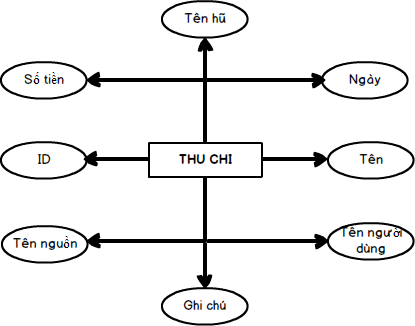 Tên hũ
Số tiền
Ngày
ID
THU CHI
Tên
Tên nguồn
Tên người
dùng
Ghi chú